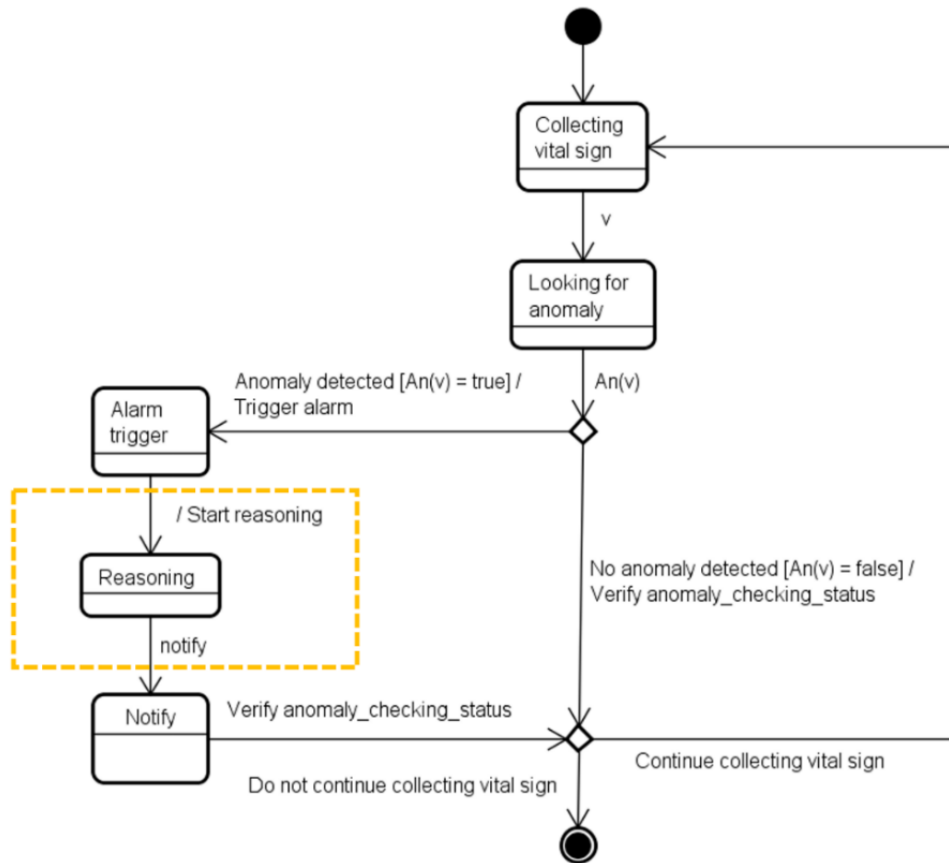 Collecting
vital sign
v
Looking for
anomaly
An(v)
Anomaly detected [An(v) = true] /
Trigger alarm
Alarm
trigger
/ Start reasoning
Reasoning
notify
No anomaly detected [An(v) = false] /
Verify anomaly_checking_status
Notify
Verify anomaly_checking_status
Continue collecting vital sign
Do not continue collecting vital sign